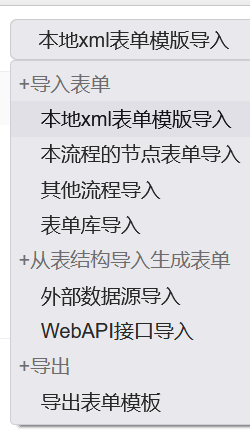 本地xml表单模版导入
+导入表单
本地xml表单模版导入
本流程的节点表单导入
其他流程导入
表单库导入
+从表结构导入生成表单
外部数据源导入
WebAPI接口导入
+导出
导出表单模板